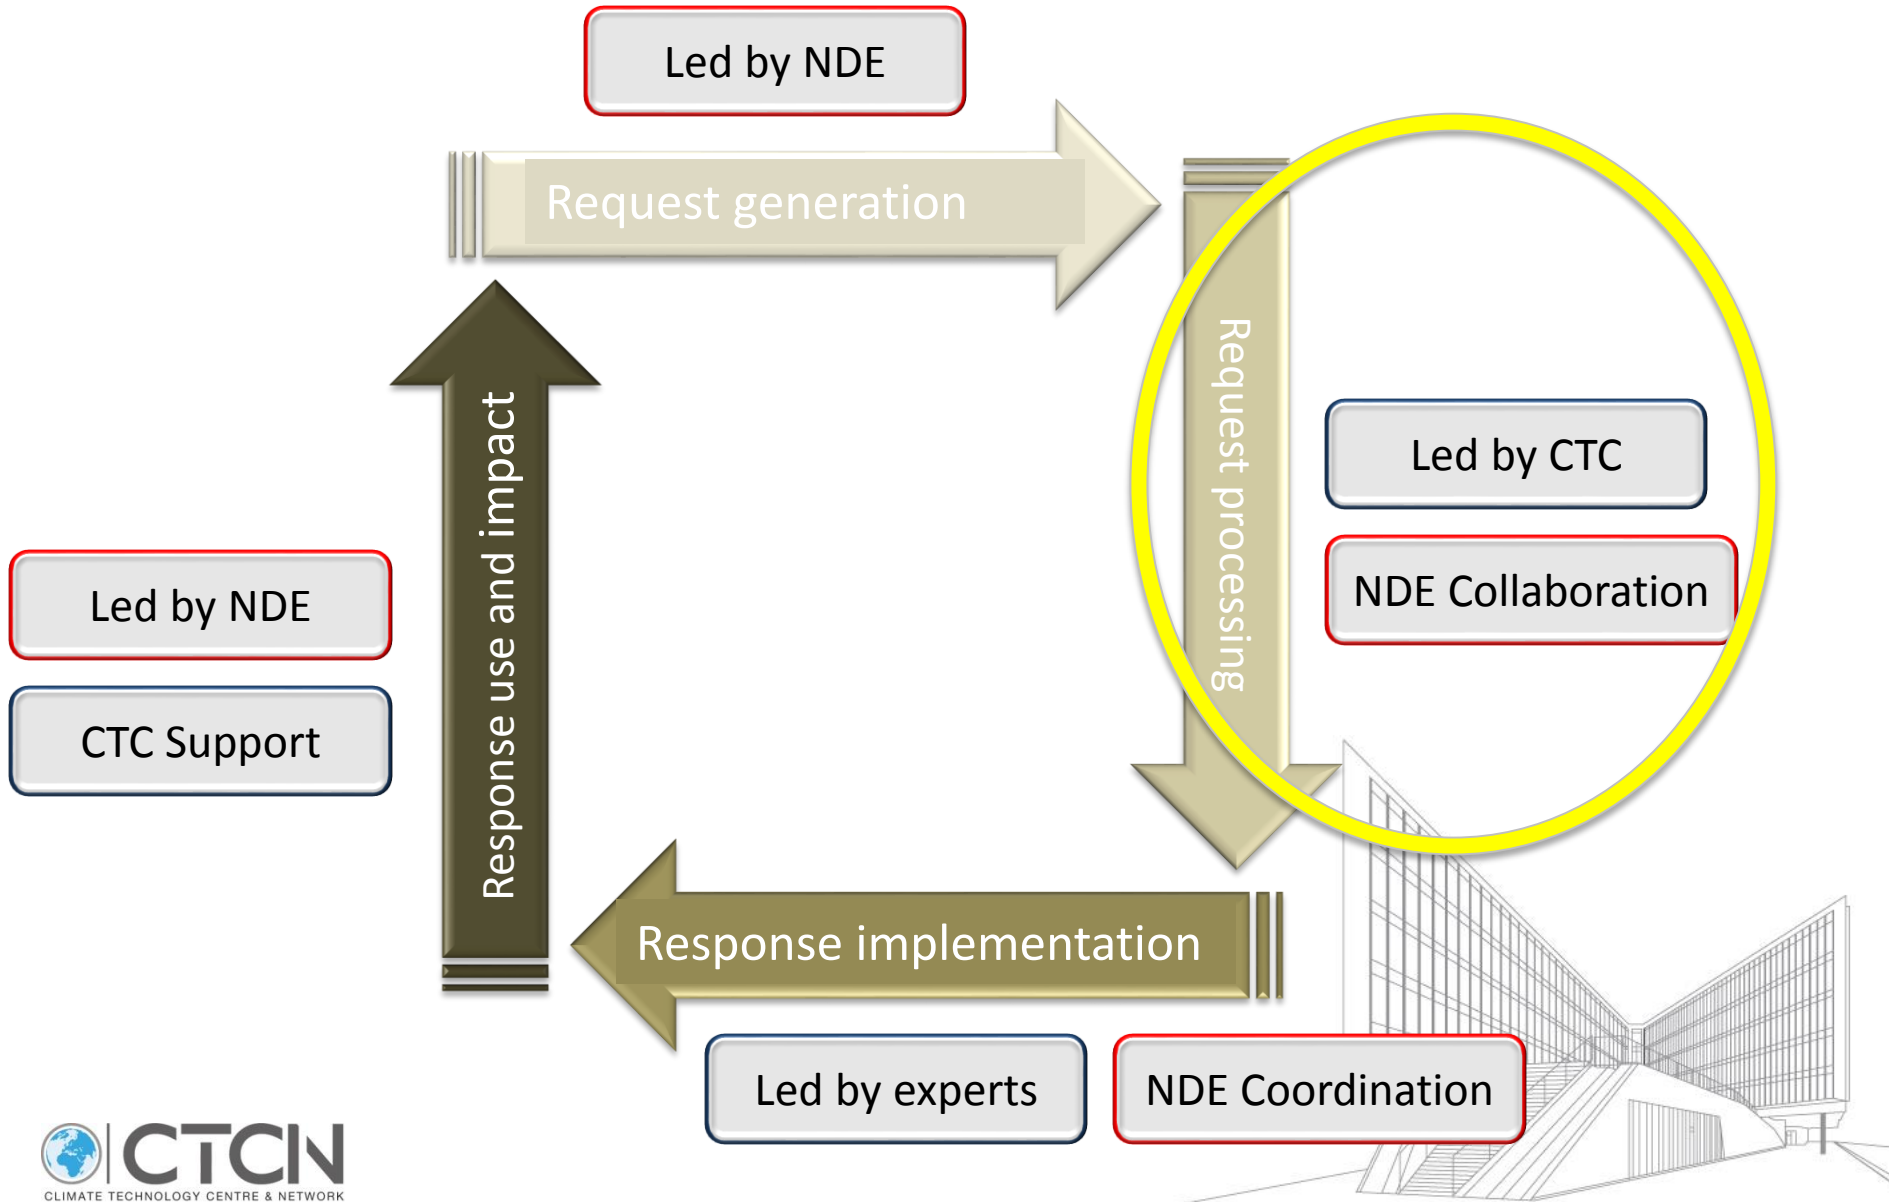 Led by NDE
Request generation
Request processing
Led by CTC
NDE Collaboration
Response use and impact
Led by NDE
CTC Support
Response implementation
Led by experts
NDE Coordination
CTCN
CLIMATE TECHNOLOGY CENTRE & NETWORK